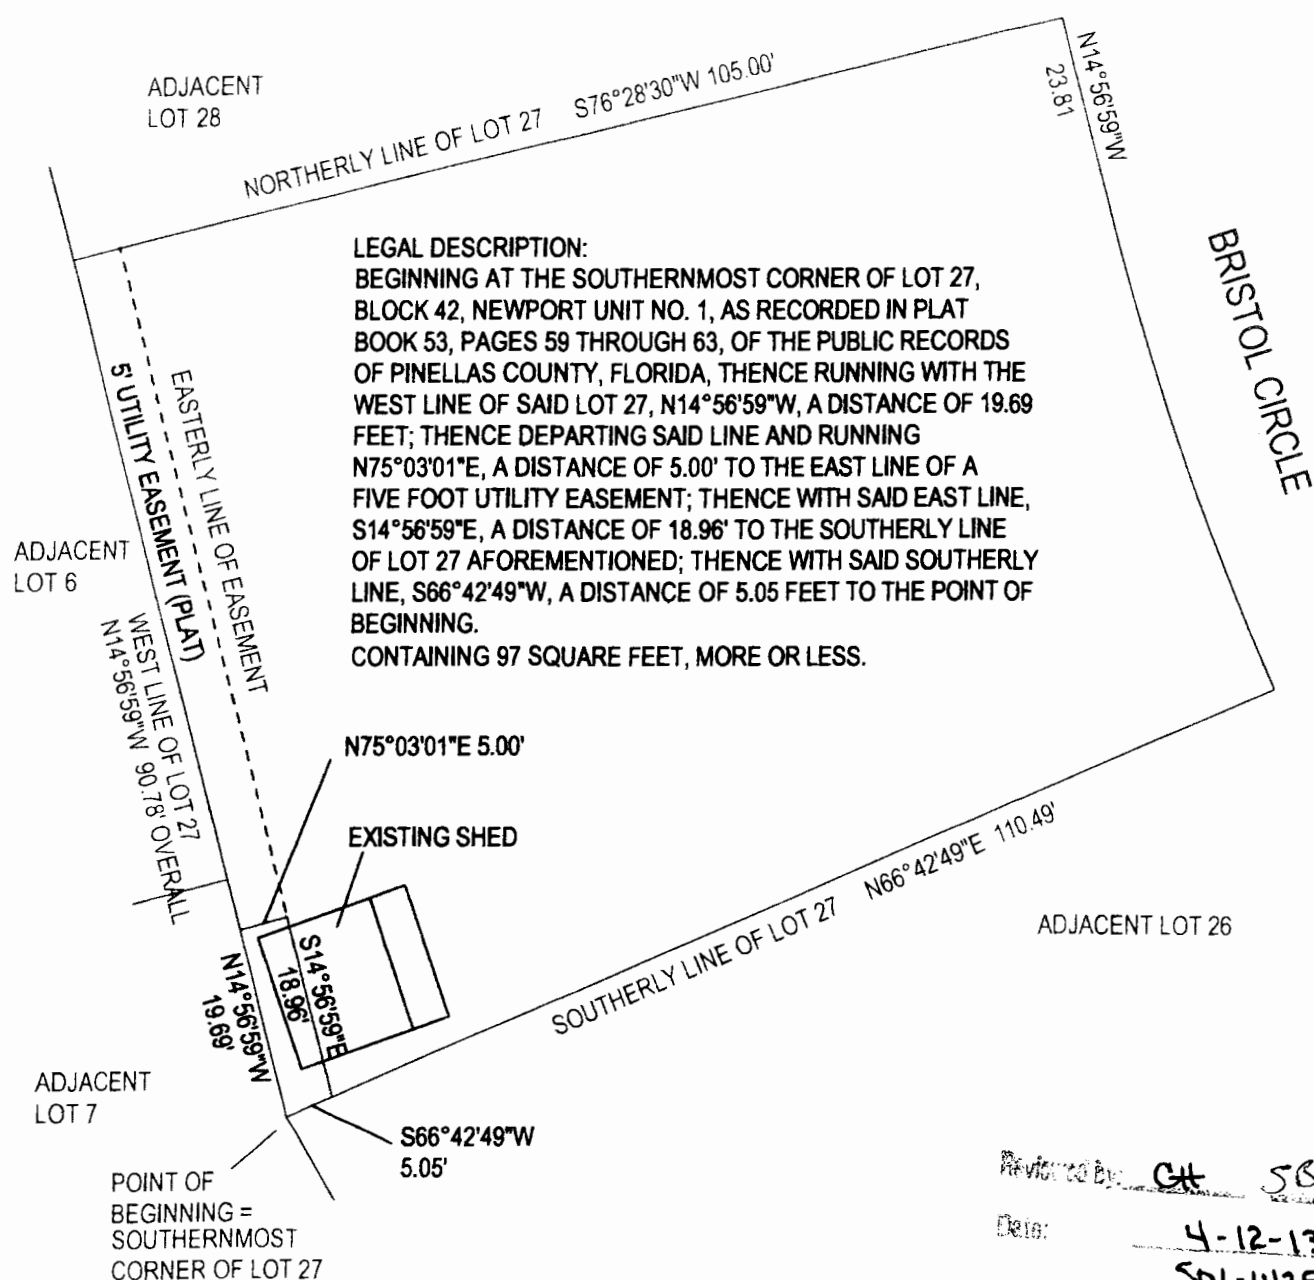 ADJACENT
LOT 28
NORTHERLY LINE OF LOT 27 S76°28'30"W 105.00'
N14°56'59"W
23.81
BRISTOL CIRCLE
LEGAL DESCRIPTION:
BEGINNING AT THE SOUTHERNMOST CORNER OF LOT 27,
BLOCK 42, NEWPORT UNIT NO. 1, AS RECORDED IN PLAT
BOOK 53, PAGES 59 THROUGH 63, OF THE PUBLIC RECORDS
OF PINELLAS COUNTY, FLORIDA, THENCE RUNNING WITH THE
WEST LINE OF SAID LOT 27, N14°56'59"W, A DISTANCE OF 19.69
FEET; THENCE DEPARTING SAID LINE AND RUNNING
N75°03'01"E, A DISTANCE OF 5.00' TO THE EAST LINE OF A
FIVE FOOT UTILITY EASEMENT; THENCE WITH SAID EAST LINE,
S14°56'59"E, A DISTANCE OF 18.96' TO THE SOUTHERLY LINE
OF LOT 27 AFOREMENTIONED; THENCE WITH SAID SOUTHERLY
LINE, S66°42'49"W, A DISTANCE OF 5.05 FEET TO THE POINT OF
BEGINNING.
CONTAINING 97 SQUARE FEET, MORE OR LESS.
5' UTILITY EASEMENT (PLAT)
EASTERLY LINE OF EASEMENT
ADJACENT
LOT 6
WEST LINE OF LOT 27
N14°56'59"W 90.78' OVERALL
N75°03'01"E 5.00'
EXISTING SHED
S14°56'59"E
18.96'
N14°56'59"W
19.69'
SOUTHERLY LINE OF LOT 27 N66°42'49"E 110.49'
ADJACENT LOT 26
ADJACENT
LOT 7
S66°42'49"W
5.05'
POINT OF
BEGINNING =
SOUTHERNMOST
CORNER OF LOT 27
Reviewed By: GH
Date: 4-12-13